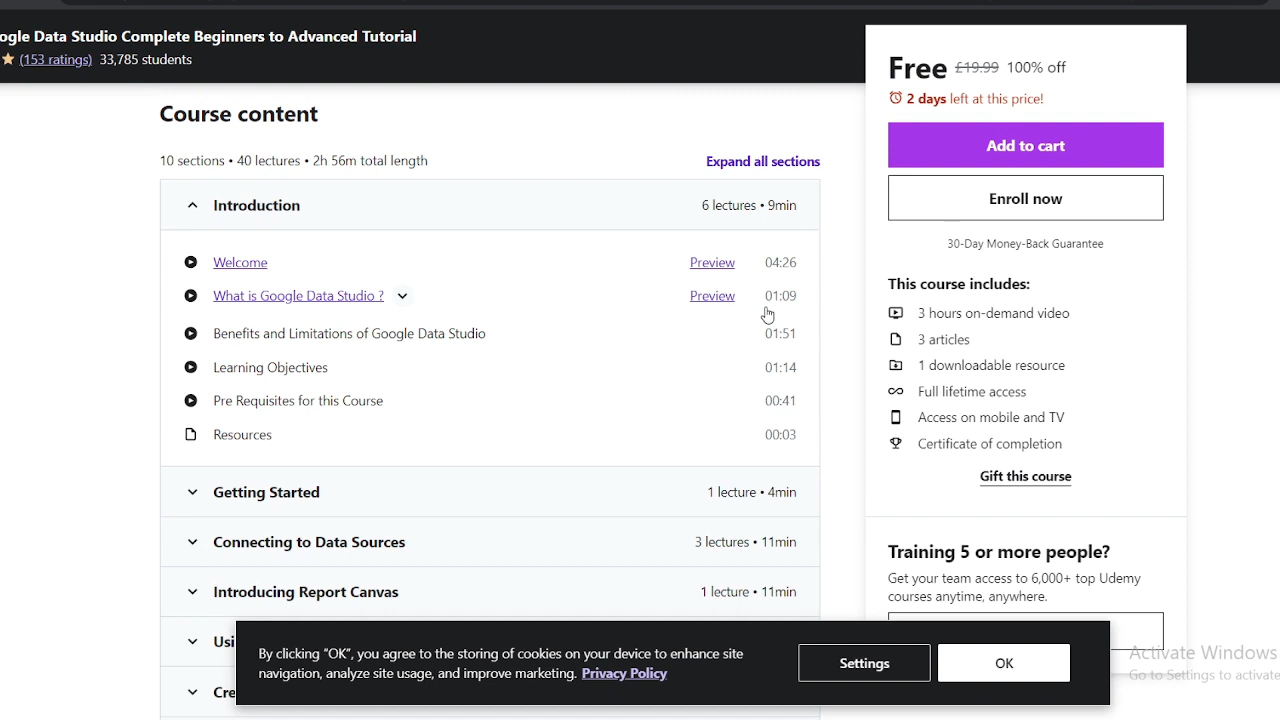 ogle Data Studio Complete Beginners to Advanced Tutorial
(153 ratings) 33,785 students
Free £19.99 100% off
2 days left at this price!
Add to cart
Enroll now
30-Day Money-Back Guarantee
This course includes:
3 hours on-demand video
3 articles
1 downloadable resource
Full lifetime access
Access on mobile and TV
Certificate of completion
Gift this course
Training 5 or more people?
Get your team access to 6,000+ top Udemy
courses anytime, anywhere.
Course content
10 sections • 40 lectures • 2h 56m total length Expand all sections
Introduction 6 lectures • 9min
Welcome Preview 04:26
What is Google Data Studio ? Preview 01:09
Benefits and Limitations of Google Data Studio 01:51
Learning Objectives 01:14
Pre Requisites for this Course 00:41
Resources 00:03
Getting Started 1 lecture • 4min
Connecting to Data Sources 3 lectures • 11min
Introducing Report Canvas 1 lecture • 11min
Usi
Cre
By clicking "OK", you agree to the storing of cookies on your device to enhance site
navigation, analyze site usage, and improve marketing. Privacy Policy
Settings OK
Activate Windows
Go to Settings to activate